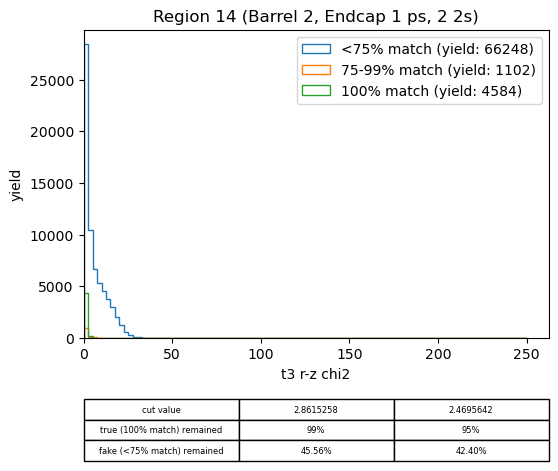 Region 14 (Barrel 2, Endcap 1 ps, 2 2s)
<75% match (yield: 66248)
75-99% match (yield: 1102)
100% match (yield: 4584)
yield
25000
20000
15000
10000
5000
0
0 50 100 150 200 250
t3 r-z chi2
cut value 2.8615258 2.4695642
true (100% match) remained 99% 95%
fake (<75% match) remained 45.56% 42.40%